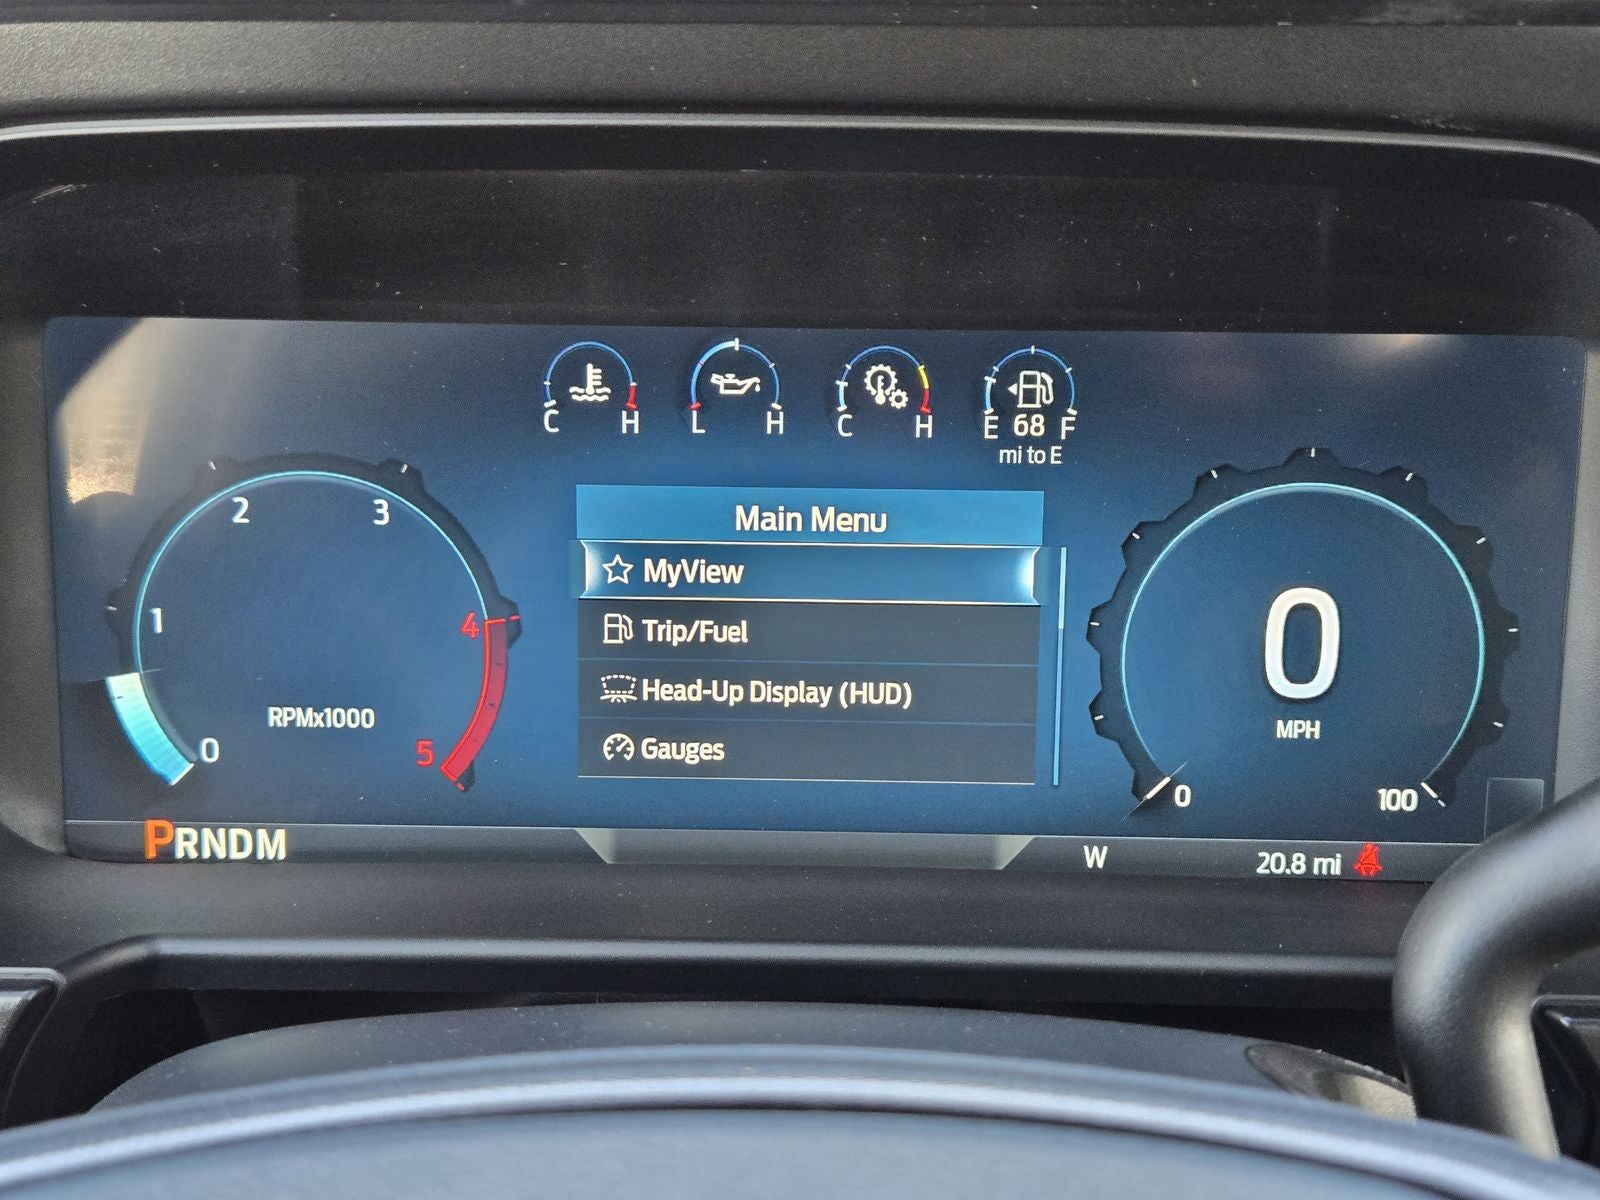 C H
L H
C H
E 68 F
mi to E
Main Menu
MyView
Trip/Fuel
Head-Up Display (HUD)
Gauges
2 3
1 4
0 5
RPMx1000
0
MPH
0 100
PRNDM
W
20.8 mi